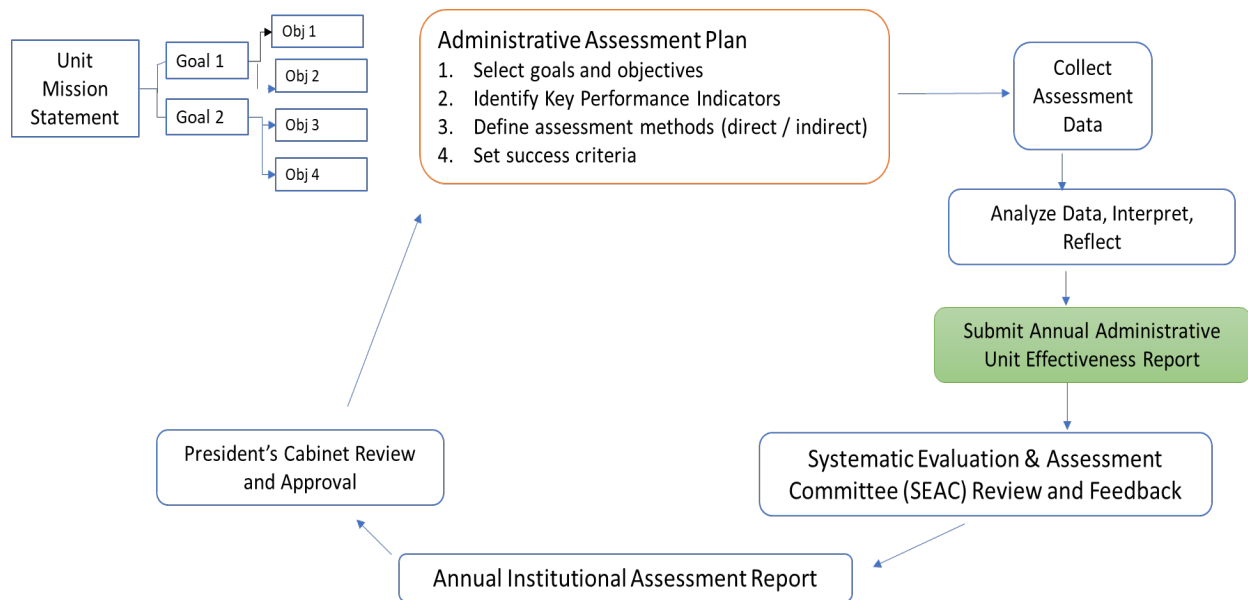 Unit
Mission
Statement
Goal 1
Goal 2
Obj 1
Obj 2
Obj 3
Obj 4
Administrative Assessment Plan
1. Select goals and objectives
2. Identify Key Performance Indicators
3. Define assessment methods (direct / indirect)
4. Set success criteria
Collect
Assessment
Data
Analyze Data, Interpret,
Reflect
Submit Annual Administrative
Unit Effectiveness Report
Systematic Evaluation & Assessment
Committee (SEAC) Review and Feedback
Annual Institutional Assessment Report
President’s Cabinet Review
and Approval